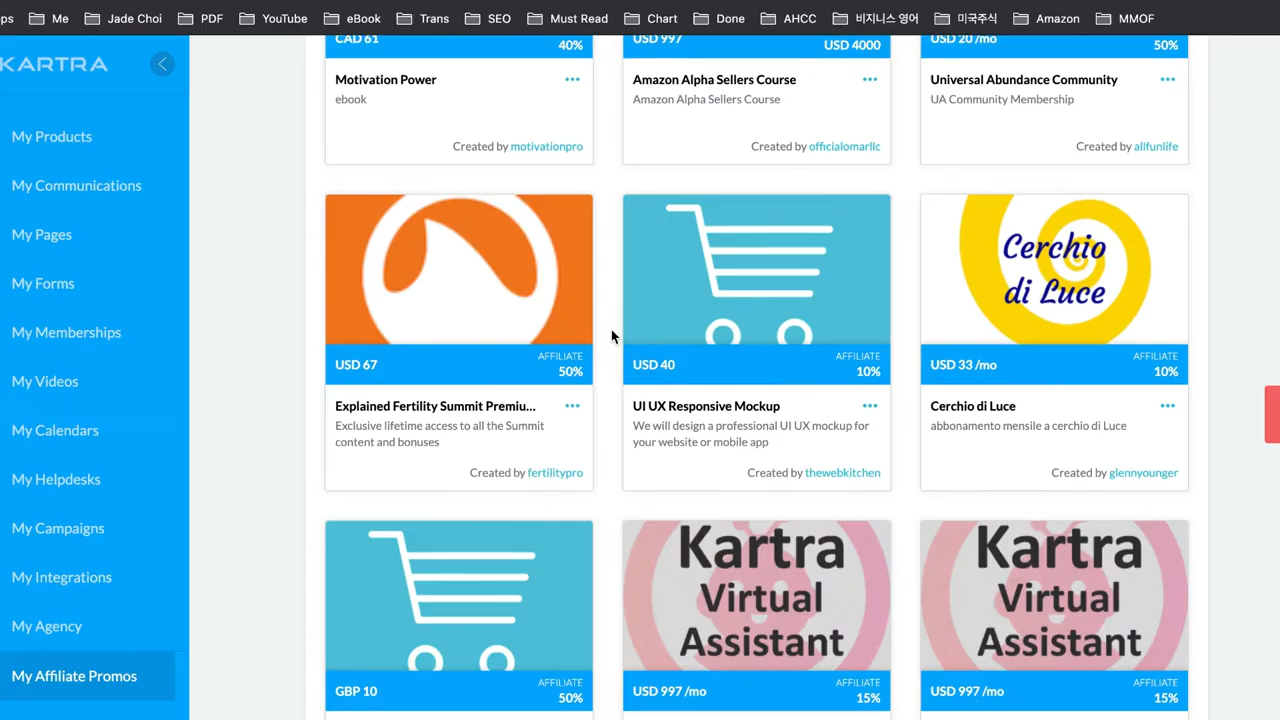 ps Me Jade Choi PDF YouTube eBook Trans SEO Must Read Chart Done AHCC 비지니스 영어 미국주식 Amazon MMOF
KARTRA
My Products
My Communications
My Pages
My Forms
My Memberships
My Videos
My Calendars
My Helpdesks
My Campaigns
My Integrations
My Agency
My Affiliate Promos
CAD 61
40%
Motivation Power
ebook
Created by motivationpro
USD 997
USD 4000
Amazon Alpha Sellers Course
Amazon Alpha Sellers Course
Created by officialomarllc
USD 20 /mo
50%
Universal Abundance Community
UA Community Membership
Created by allfunlife
USD 67
AFFILIATE
50%
Explained Fertility Summit Premiu...
Exclusive lifetime access to all the Summit
content and bonuses
Created by fertilitypro
USD 40
AFFILIATE
10%
UI UX Responsive Mockup
We will design a professional UI UX mockup for
your website or mobile app
Created by thewebkitchen
Cerchio
di Luce
USD 33 /mo
AFFILIATE
10%
Cerchio di Luce
abbonamento mensile a cerchio di Luce
Created by glennyounger
GBP 10
AFFILIATE
50%
Kartra
Virtual
Assistant
USD 997 /mo
AFFILIATE
15%
Kartra
Virtual
Assistant
USD 997 /mo
AFFILIATE
15%